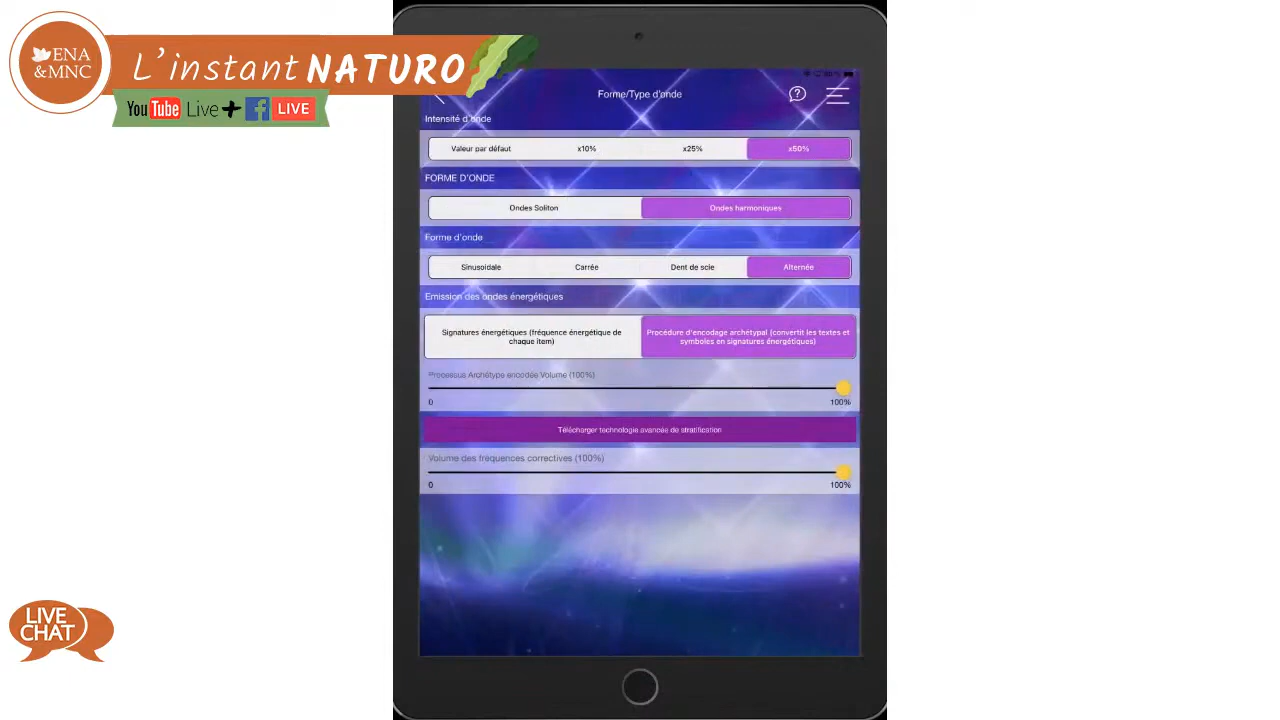 ENA
&MNC
L'instant NATURO
YouTube Live + f LIVE
Forme/Type d'onde
?
Intensité d'onde
Valeur par défaut x10% x25% x50%
FORME D'ONDE
Ondes Soliton Ondes harmoniques
Forme d'onde
Sinusoïdale Carrée Dent de scie Alternée
Emission des ondes énergétiques
Signatures énergétiques (fréquence énergétique de
chaque item)
Procédure d'encodage archétypal (convertit les textes et
symboles en signatures énergétiques)
Processus Archétype encodée Volume (100%)
0 100%
Télécharger technologie avancée de stratification
Volume des fréquences correctives (100%)
0 100%
LIVE
CHAT